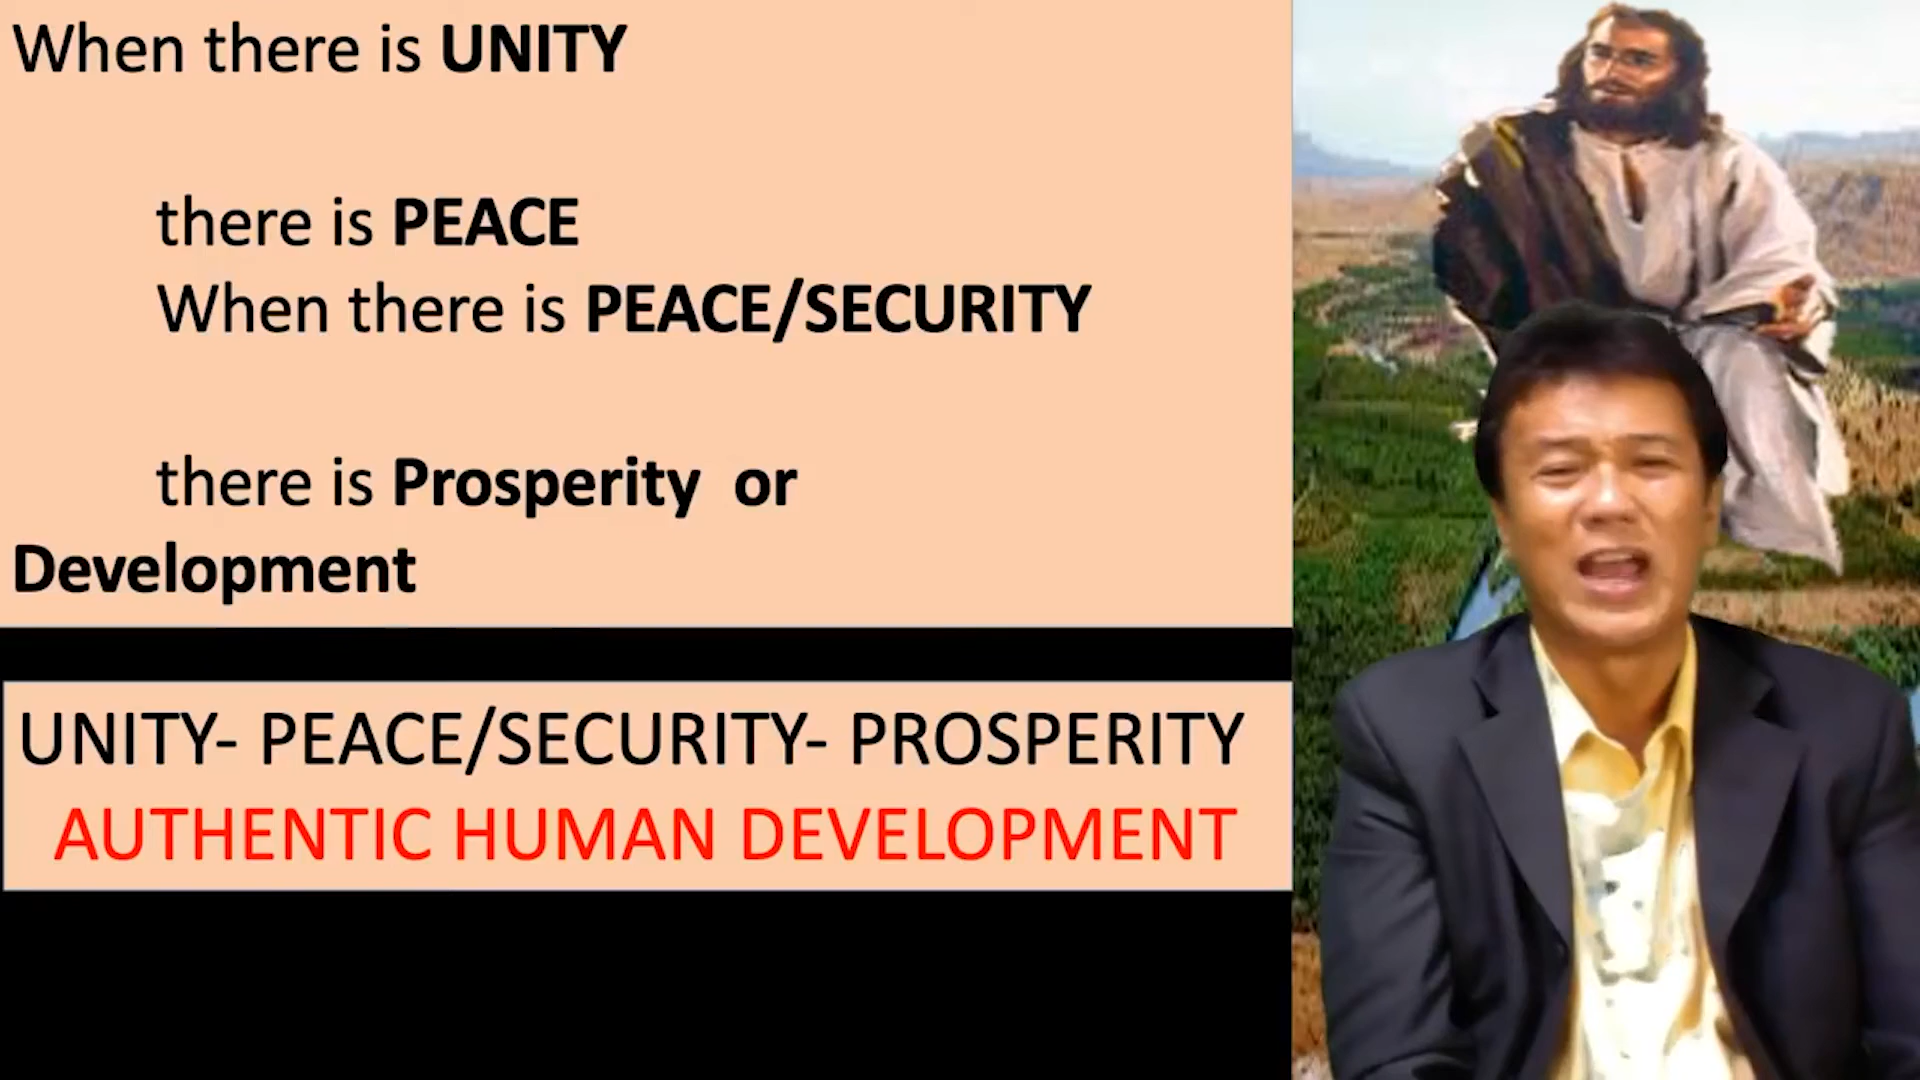 When there is UNITY
there is PEACE
When there is PEACE/SECURITY
there is Prosperity or
Development
UNITY- PEACE/SECURITY- PROSPERITY
AUTHENTIC HUMAN DEVELOPMENT